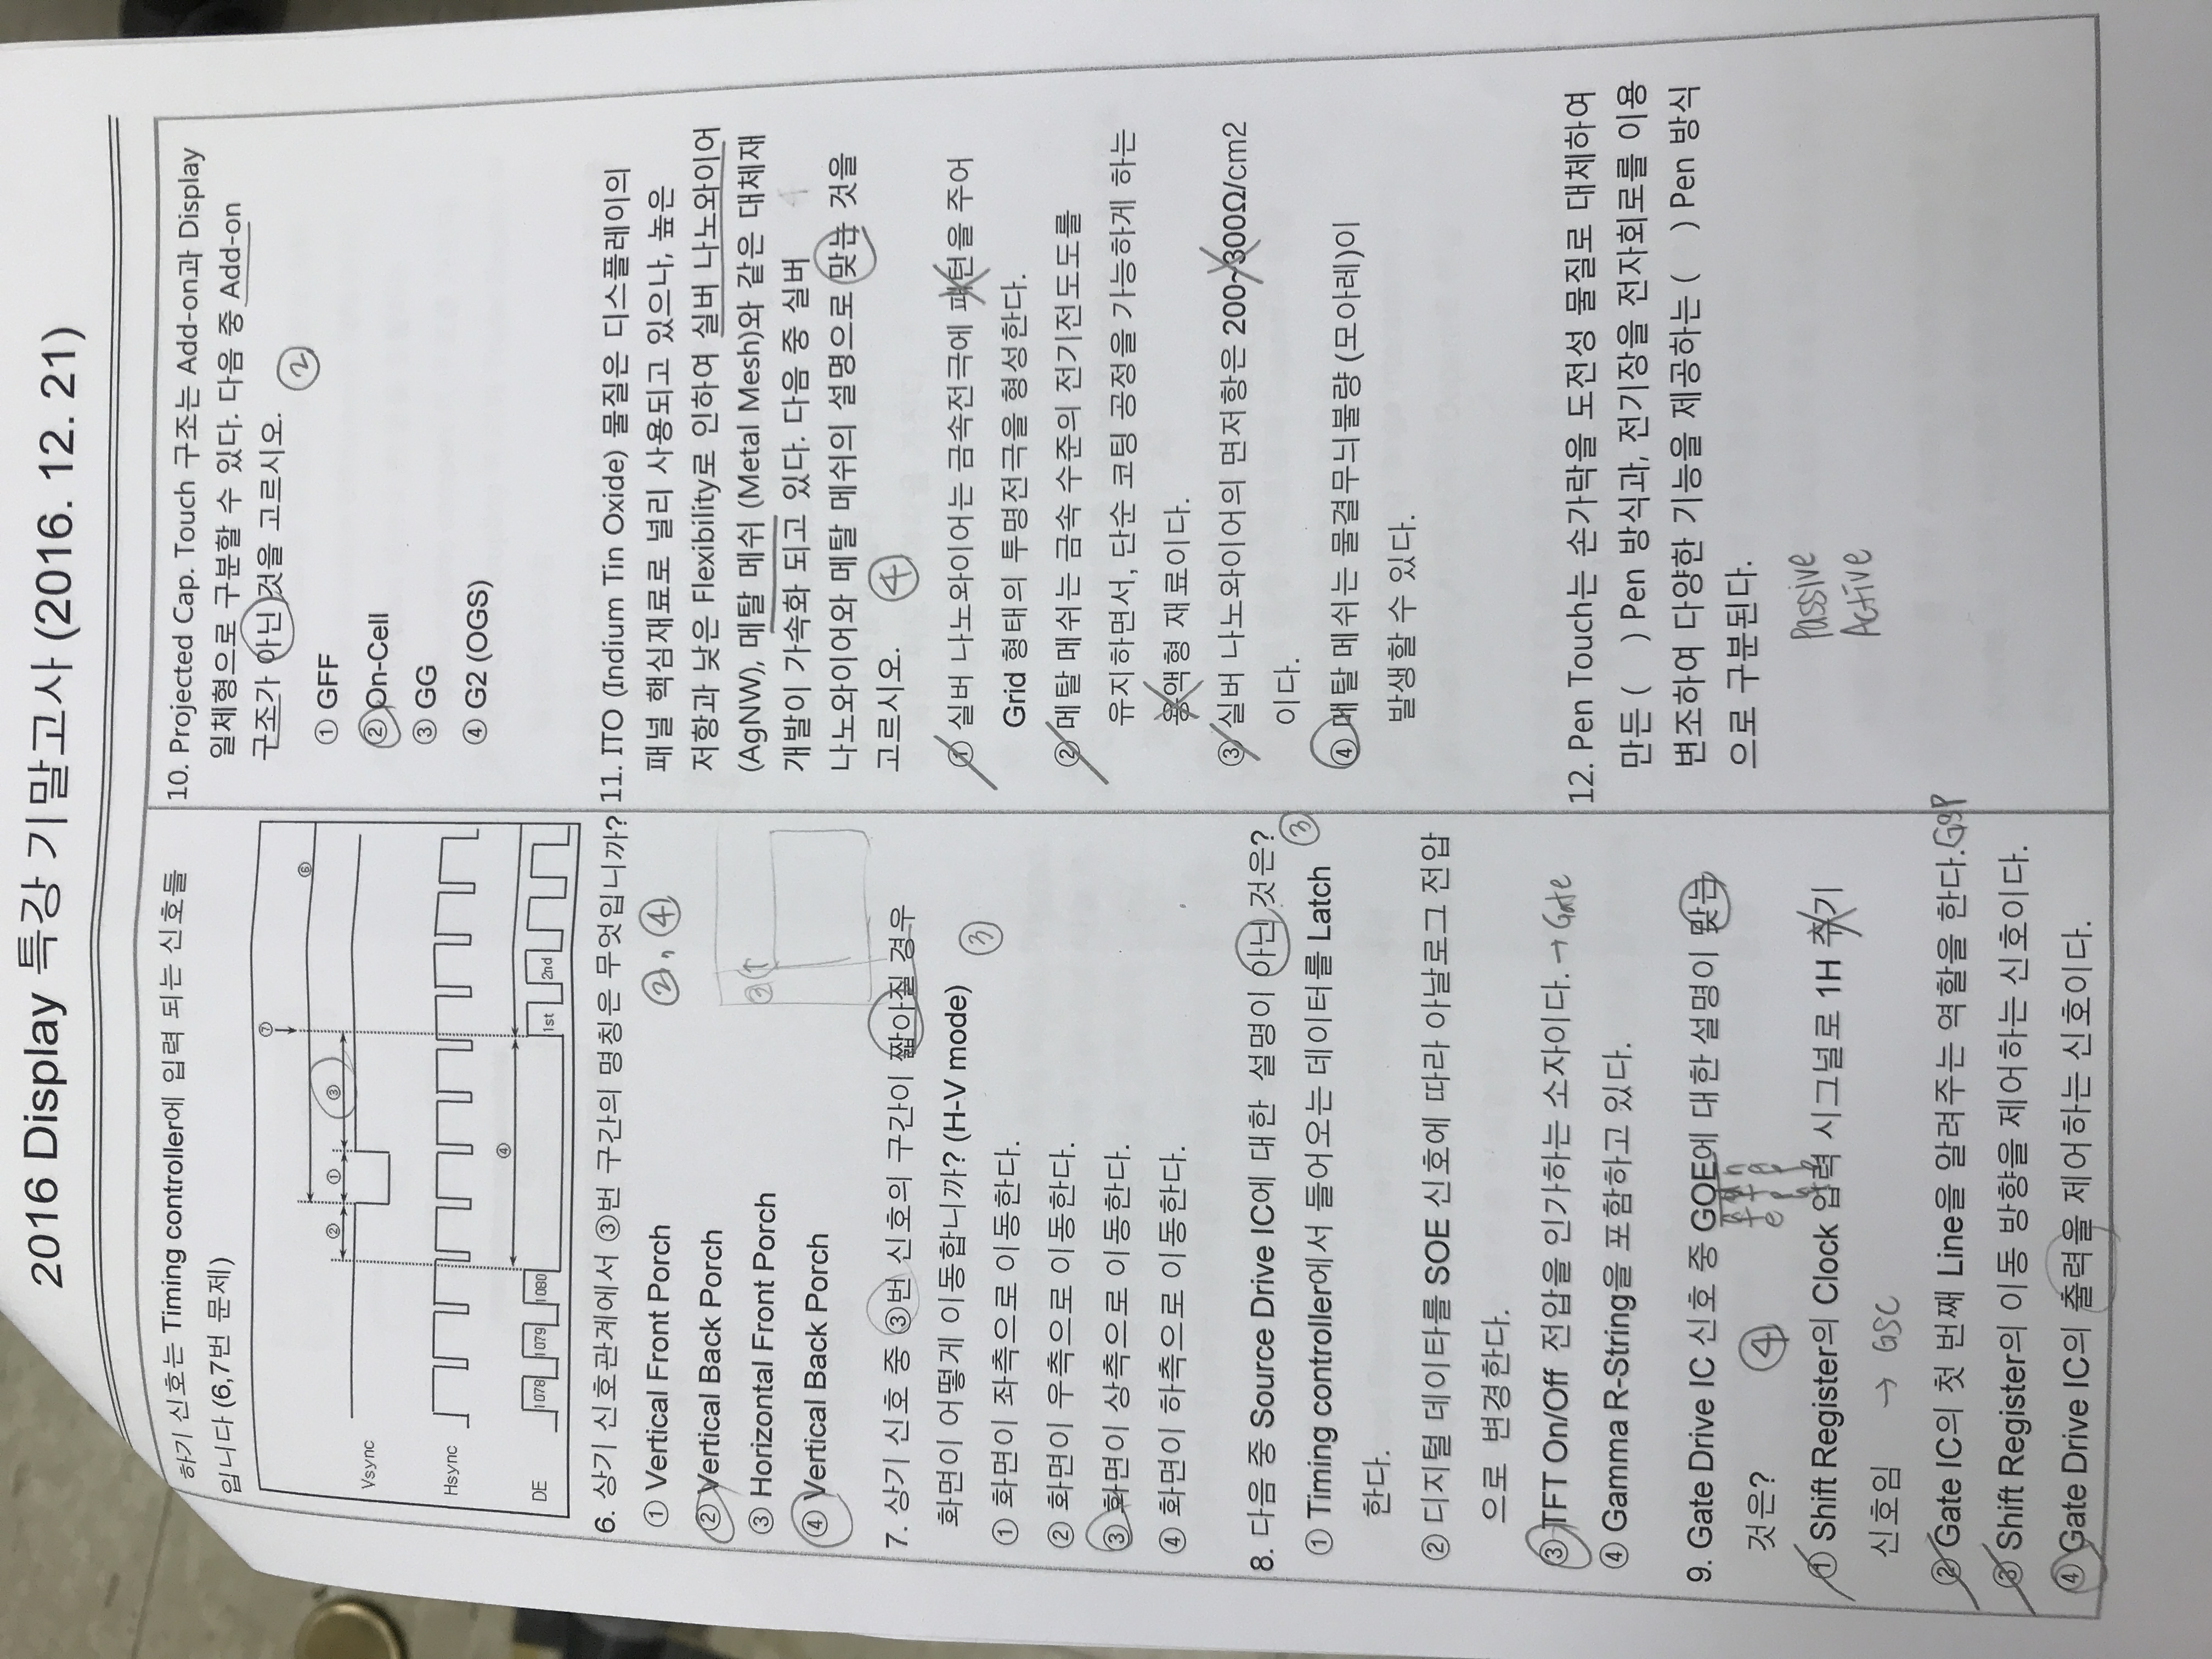 2016 Display 특강 기말고사 (2016. 12. 21)
하기 신호는 Timing controller에 입력 되는 신호들
입니다 (6,7번 문제)
⑦
⑥
② ① ③
Vsync
Hsync
④
DE 1078 1079 1080 1st 2nd
6. 상기 신호관계에서 ③번 구간의 명칭은 무엇입니까?
① Vertical Front Porch
②, ④
② Vertical Back Porch
③ Horizontal Front Porch
③ ↑
④ Vertical Back Porch
7. 상기 신호 중 ③번 신호의 구간이 짧아질 경우
화면이 어떻게 이동합니까? (H-V mode)
③
① 화면이 좌측으로 이동한다.
② 화면이 우측으로 이동한다.
③ 화면이 상측으로 이동한다.
④ 화면이 하측으로 이동한다.
8. 다음 중 Source Drive IC에 대한 설명이 아닌 것은?
③
① Timing controller에서 들어오는 데이터를 Latch
한다.
② 디지털 데이타를 SOE 신호에 따라 아날로그 전압
으로 변경한다.
③ TFT On/Off 전압을 인가하는 소자이다. → Gate
④ Gamma R-String을 포함하고 있다.
9. Gate Drive IC 신호 중 GOE에 대한 설명이 맞는
것은? ④
① Shift Register의 Clock 입력 시그널로 1H 주기
신호임 → GSC
② Gate IC의 첫 번째 Line을 알려주는 역할을 한다. GSP
③ Shift Register의 이동 방향을 제어하는 신호이다.
④ Gate Drive IC의 출력을 제어하는 신호이다.
10. Projected Cap. Touch 구조는 Add-on과 Display
일체형으로 구분할 수 있다. 다음 중 Add-on
구조가 아닌 것을 고르시오.
②
① GFF
② On-Cell
③ GG
④ G2 (OGS)
11. ITO (Indium Tin Oxide) 물질은 디스플레이의
패널 핵심재료로 널리 사용되고 있으나, 높은
저항과 낮은 Flexibility로 인하여 실버 나노와이어
(AgNW), 메탈 메쉬 (Metal Mesh)와 같은 대체재
개발이 가속화 되고 있다. 다음 중 실버 4
나노와이어와 메탈 메쉬의 설명으로 맞는 것을
고르시오. ④
① 실버 나노와이어는 금속전극에 패턴을 주어
Grid 형태의 투명전극을 형성한다.
② 메탈 메쉬는 금속 수준의 전기전도도를
유지하면서, 단순 코팅 공정을 가능하게 하는
용액형 재료이다.
③ 실버 나노와이어의 면저항은 200~300Ω/cm2
이다.
④ 메탈 메쉬는 물결무늬불량 (모아레)이
발생할 수 있다.
12. Pen Touch는 손가락을 도전성 물질로 대체하여
만든 ( ) Pen 방식과, 전기장을 전자회로를 이용
변조하여 다양한 기능을 제공하는 ( ) Pen 방식
으로 구분된다.
Passive
Active